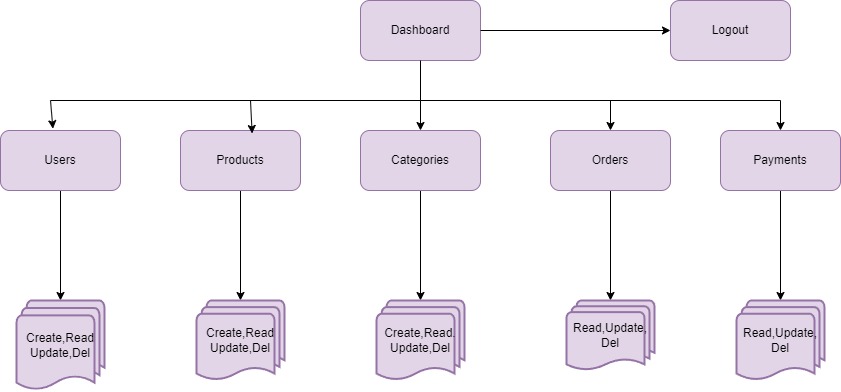 Dashboard
Logout
Users
Products
Categories
Orders
Payments
Create,Read
Update,Del
Create,Read
Update,Del
Create,Read.
Update,Del
Read,Update,
Del
Read,Update,
Del